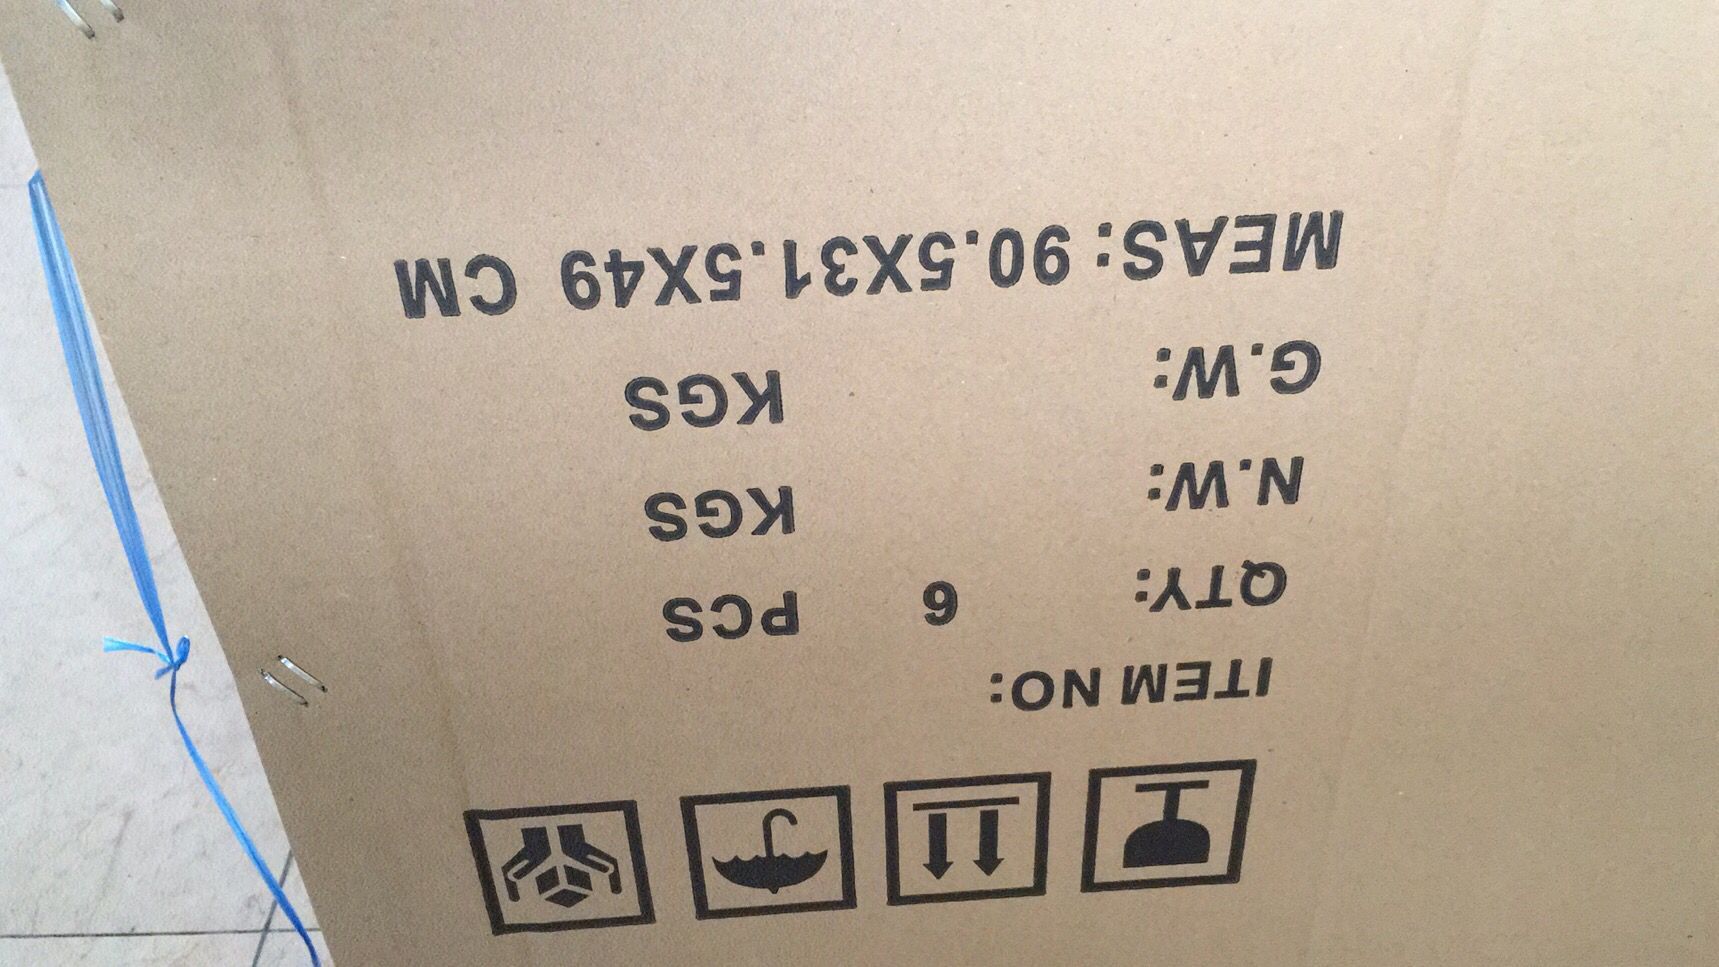 ITEM NO:
QTY: 6 PCS
N.W: KGS
G.W: KGS
MEAS: 90.5X31.5X49 CM